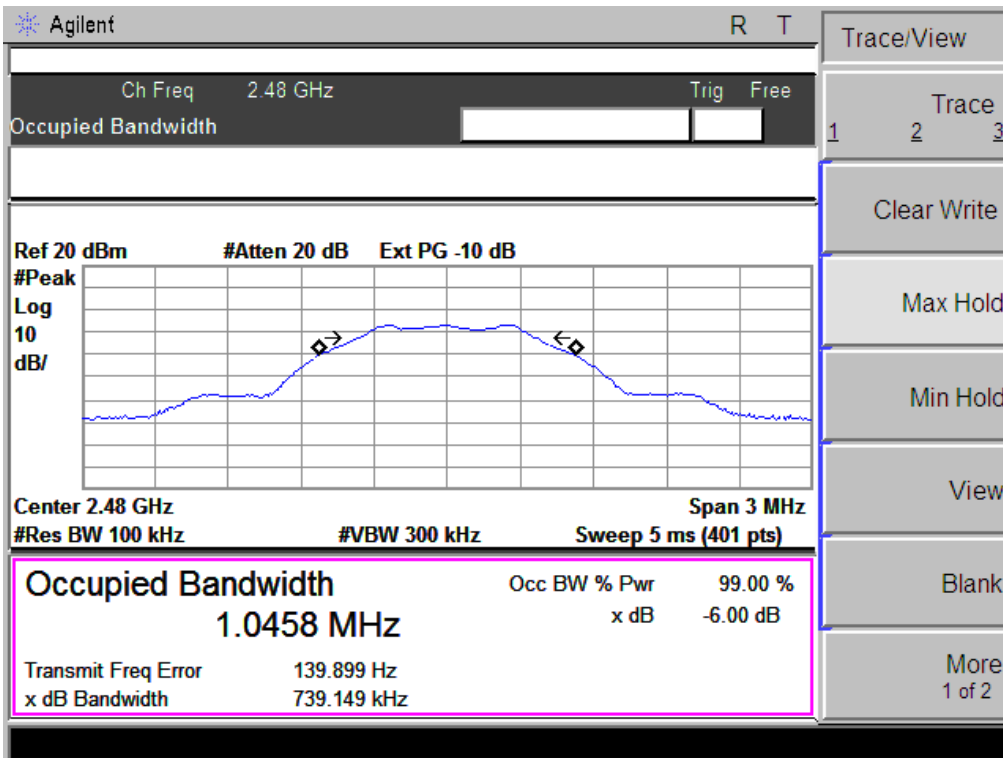 Agilent R T
Ch Freq 2.48 GHz Trig Free
Occupied Bandwidth
Ref 20 dBm #Atten 20 dB Ext PG -10 dB
#Peak
Log
10
dB/
Center 2.48 GHz Span 3 MHz
#Res BW 100 kHz #VBW 300 kHz Sweep 5 ms (401 pts)
Occupied Bandwidth Occ BW % Pwr 99.00 %
1.0458 MHz x dB -6.00 dB
Transmit Freq Error 139.899 Hz
x dB Bandwidth 739.149 kHz
Trace/View
Trace
1 2 3
Clear Write
Max Hold
Min Hold
View
Blank
More
1 of 2